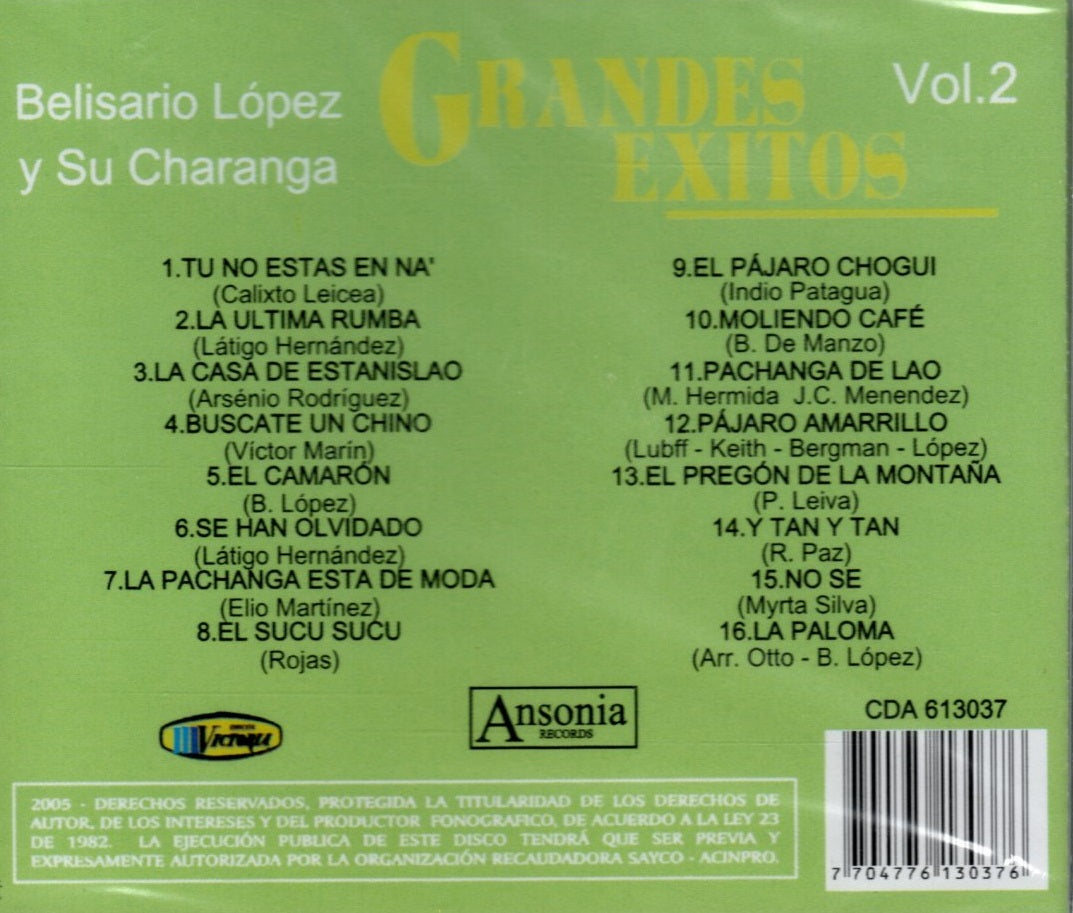 Belisario López
y Su Charanga
GRANDES
EXITOS
Vol.2
1.TU NO ESTAS EN NA'
(Calixto Leicea)
2.LA ULTIMA RUMBA
(Látigo Hernández)
3.LA CASA DE ESTANISLAO
(Arsénio Rodríguez)
4.BUSCATE UN CHINO
(Víctor Marín)
5.EL CAMARÓN
(B. López)
6.SE HAN OLVIDADO
(Látigo Hernández)
7.LA PACHANGA ESTA DE MODA
(Elio Martínez)
8.EL SUCU SUCU
(Rojas)
9.EL PÁJARO CHOGUI
(Indio Patagua)
10.MOLIENDO CAFÉ
(B. De Manzo)
11.PACHANGA DE LAO
(M. Hermida J.C. Menendez)
12.PÁJARO AMARRILLO
(Lubff - Keith - Bergman - López)
13.EL PREGÓN DE LA MONTAÑA
(P. Leiva)
14.Y TAN Y TAN
(R. Paz)
15.NO SE
(Myrta Silva)
16.LA PALOMA
(Arr. Otto - B. López)
VICTORIA
Ansonia
RECORDS
CDA 613037
2005 - DERECHOS RESERVADOS, PROTEGIDA LA TITULARIDAD DE LOS DERECHOS DE
AUTOR, DE LOS INTERESES Y DEL PRODUCTOR FONOGRAFICO, DE ACUERDO A LA LEY 23
DE 1982. LA EJECUCIÓN PUBLICA DE ESTE DISCO TENDRÁ QUE SER PREVIA Y
EXPRESAMENTE AUTORIZADA POR LA ORGANIZACIÓN RECAUDADORA SAYCO - ACINPRO.
7 704776 130376